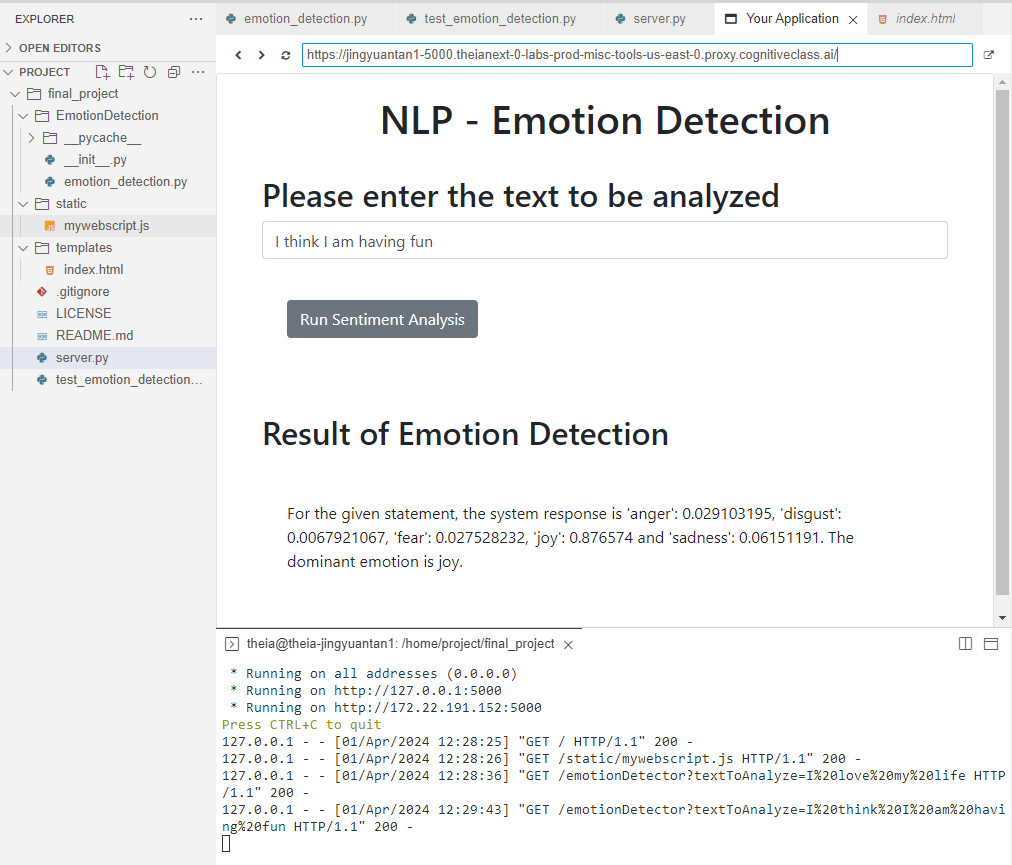 EXPLORER
OPEN EDITORS
PROJECT
final_project
EmotionDetection
__pycache__
__init__.py
emotion_detection.py
static
mywebscript.js
templates
index.html
.gitignore
LICENSE
README.md
server.py
test_emotion_detection...
emotion_detection.py test_emotion_detection.py server.py Your Application index.html
https://jingyuantan1-5000.theianext-0-labs-prod-misc-tools-us-east-0.proxy.cognitiveclass.ai/
NLP - Emotion Detection
Please enter the text to be analyzed
I think I am having fun
Run Sentiment Analysis
Result of Emotion Detection
For the given statement, the system response is 'anger': 0.029103195, 'disgust':
0.0067921067, 'fear': 0.027528232, 'joy': 0.876574 and 'sadness': 0.06151191. The
dominant emotion is joy.
theia@theia-jingyuantan1: /home/project/final_project
* Running on all addresses (0.0.0.0)
* Running on http://127.0.0.1:5000
* Running on http://172.22.191.152:5000
Press CTRL+C to quit
127.0.0.1 - - [01/Apr/2024 12:28:25] "GET / HTTP/1.1" 200 -
127.0.0.1 - - [01/Apr/2024 12:28:26] "GET /static/mywebscript.js HTTP/1.1" 200 -
127.0.0.1 - - [01/Apr/2024 12:28:36] "GET /emotionDetector?textToAnalyze=I%20love%20my%20life HTTP
/1.1" 200 -
127.0.0.1 - - [01/Apr/2024 12:29:43] "GET /emotionDetector?textToAnalyze=I%20think%20I%20am%20havi
ng%20fun HTTP/1.1" 200 -